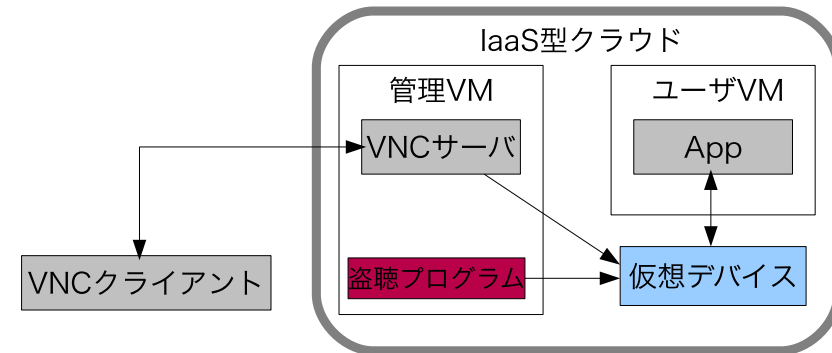 IaaS型クラウド
管理VM
ユーザVM
VNCサーバ
App
VNCクライアント
盗聴プログラム
仮想デバイス